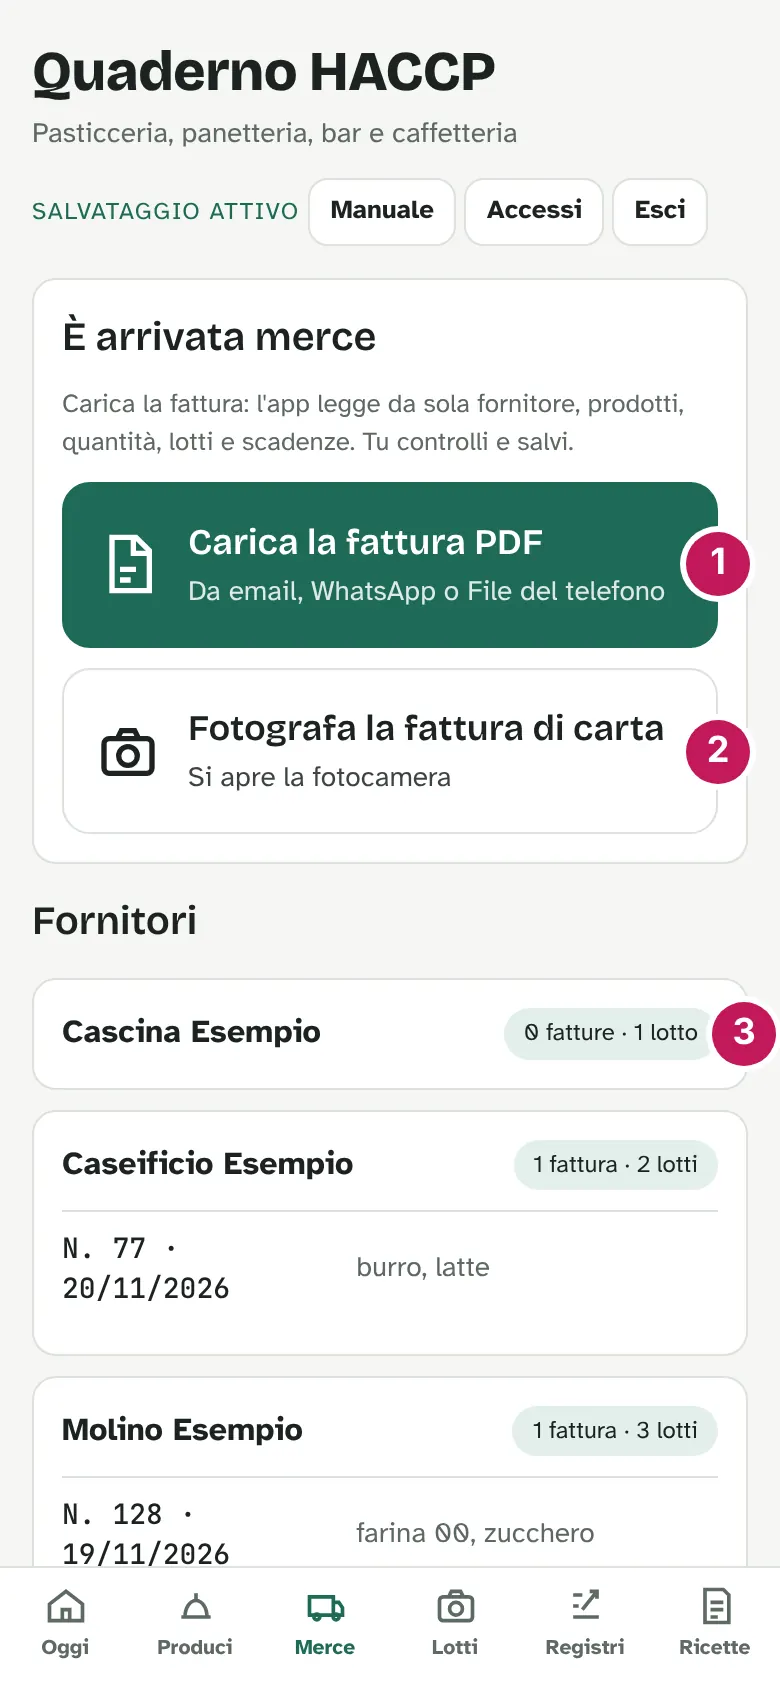 Quaderno HACCP
Pasticceria, panetteria, bar e caffetteria
SALVATAGGIO ATTIVO Manuale Accessi Esci
È arrivata merce
Carica la fattura: l'app legge da sola fornitore, prodotti,
quantità, lotti e scadenze. Tu controlli e salvi.
Carica la fattura PDF
Da email, WhatsApp o File del telefono
1
Fotografa la fattura di carta
Si apre la fotocamera
2
Fornitori
Cascina Esempio 0 fatture · 1 lotto 3
Caseificio Esempio 1 fattura · 2 lotti
N. 77 ·
20/11/2026
burro, latte
Molino Esempio 1 fattura · 3 lotti
N. 128 ·
19/11/2026
farina 00, zucchero
Oggi Produci Merce Lotti Registri Ricette